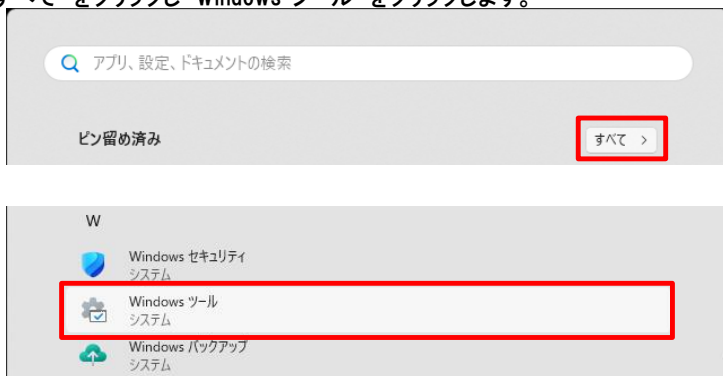 すべて をクリックし Windows ツール をクリックします。
アプリ、設定、ドキュメントの検索
ピン留め済み
すべて >
W
Windows セキュリティ
システム
Windows ツール
システム
Windows バックアップ
システム